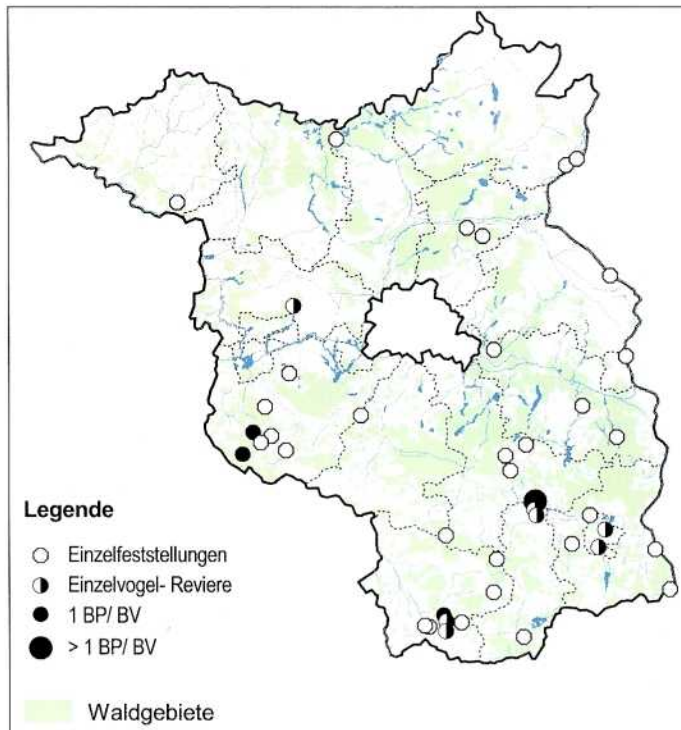 Legende
Einzelfeststellungen
Einzelvogel- Reviere
1 BP/ BV
> 1 BP/ BV
Waldgebiete